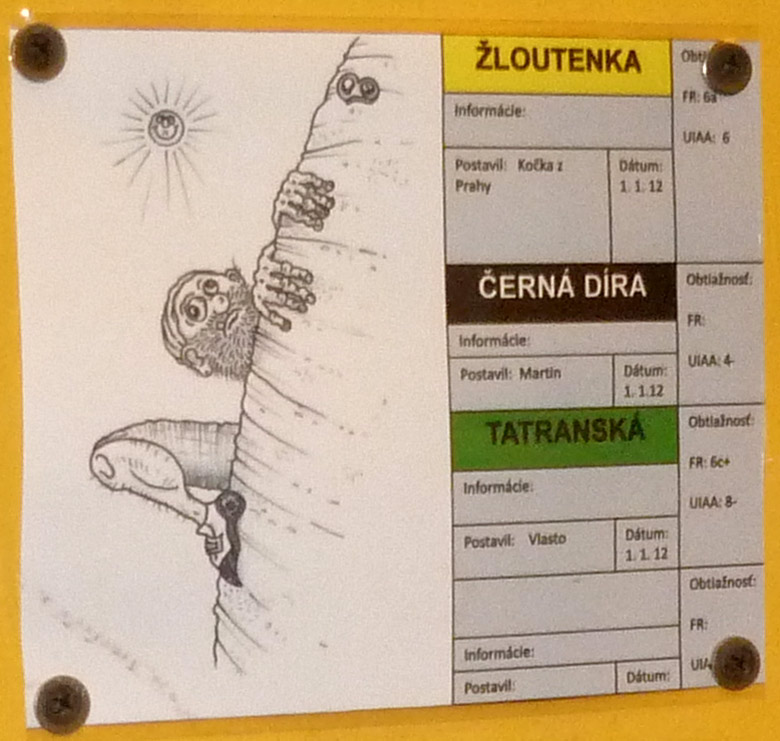 ŽLOUTENKA
Informácie:
Postavil: Kočka z
Prahy
Dátum:
1. 1. 12
FR: 6a
UIAA: 6
ČERNÁ DÍRA
Informácie:
Postavil: Martin
Dátum:
1. 1.12
Obtiažnosť:
FR:
UIAA: 4-
TATRANSKÁ
Informácie:
Postavil: Vlasto
Dátum:
1. 1. 12
Obtiažnosť:
FR: 6c+
UIAA: 8-
Informácie:
Postavil:
Dátum:
Obtiažnosť:
FR: